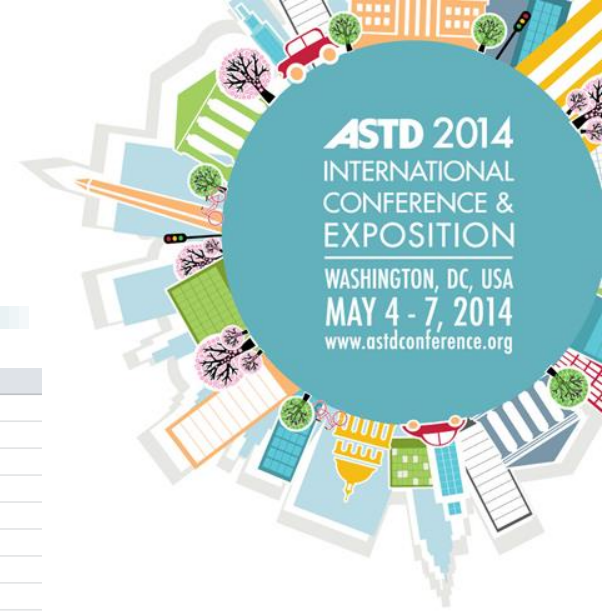 ASTD 2014
INTERNATIONAL
CONFERENCE &
EXPOSITION
WASHINGTON, DC, USA
MAY 4 - 7, 2014
www.astdconference.org